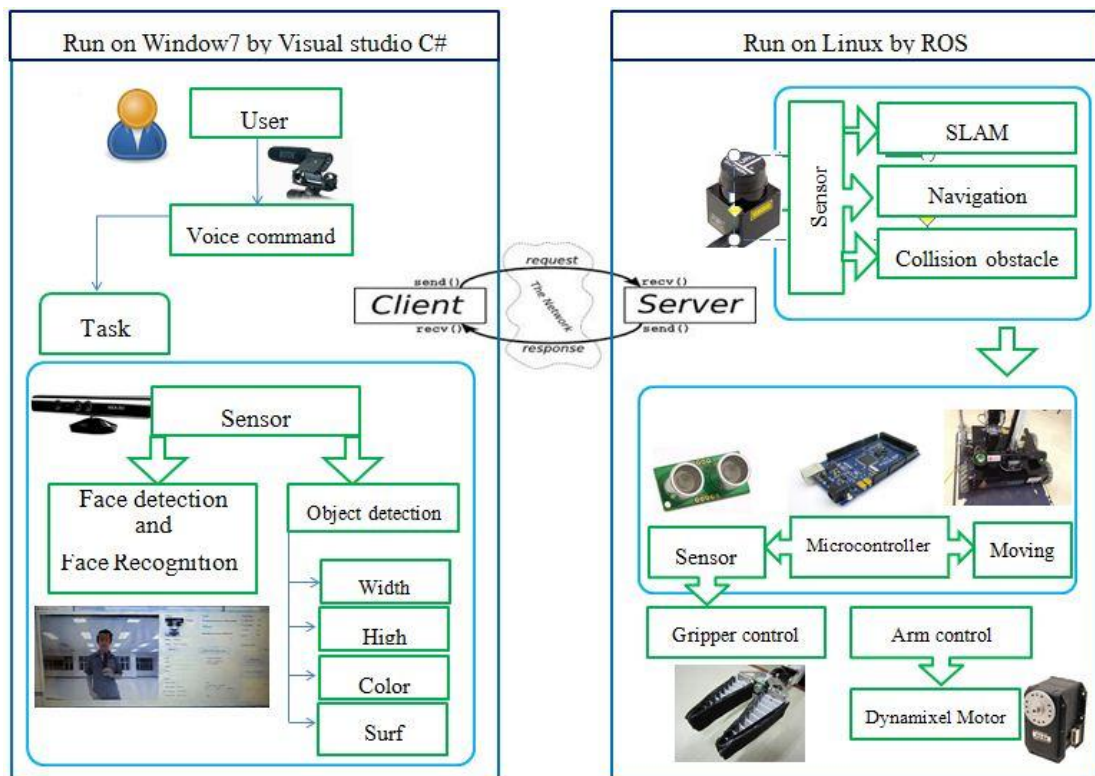 Run on Window7 by Visual studio C#
User
Voice command
Task
Sensor
Face detection
and
Face Recognition
Object detection
Width
High
Color
Surf
request
send()
Client
recv()
The Network
recv()
Server
send()
response
Run on Linux by ROS
Sensor
SLAM
Navigation
Collision obstacle
Sensor
Microcontroller
Moving
Gripper control
Arm control
Dynamixel Motor